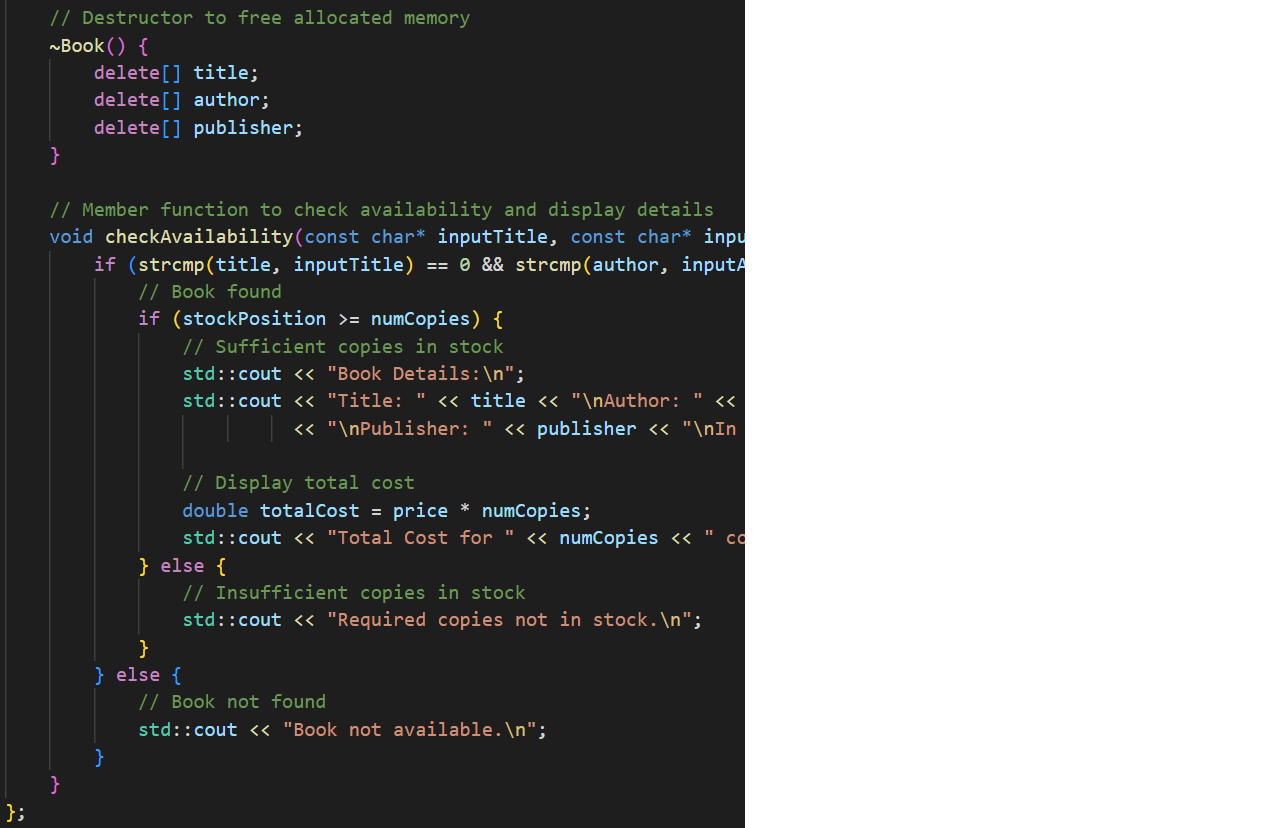 // Destructor to free allocated memory
~Book() {
delete[] title;
delete[] author;
delete[] publisher;
}
// Member function to check availability and display details
void checkAvailability(const char* inputTitle, const char* inpu
if (strcmp(title, inputTitle) == 0 && strcmp(author, inputA
// Book found
if (stockPosition >= numCopies) {
// Sufficient copies in stock
std::cout << "Book Details:\n";
std::cout << "Title: " << title << "\nAuthor: " <<
<< "\nPublisher: " << publisher << "\nIn
// Display total cost
double totalCost = price * numCopies;
std::cout << "Total Cost for " << numCopies << " co
} else {
// Insufficient copies in stock
std::cout << "Required copies not in stock.\n";
}
} else {
// Book not found
std::cout << "Book not available.\n";
}
}
};